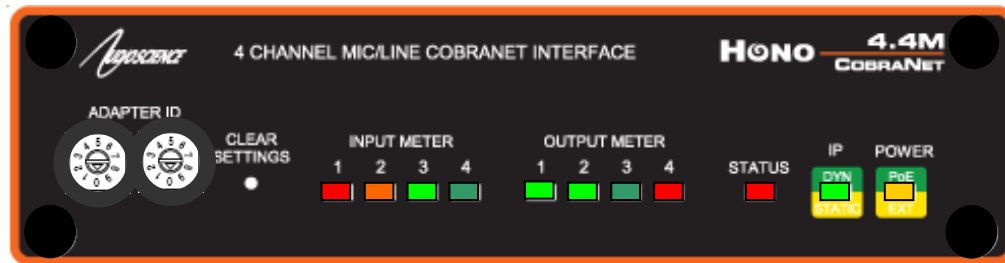 AUDIOSCIENCE
4 CHANNEL MIC/LINE COBRANET INTERFACE
HONO
4.4M
COBRANET
ADAPTER ID
CLEAR
SETTINGS
INPUT METER
1 2 3 4
OUTPUT METER
1 2 3 4
STATUS
IP
DYN
STATIC
POWER
PoE
EXT